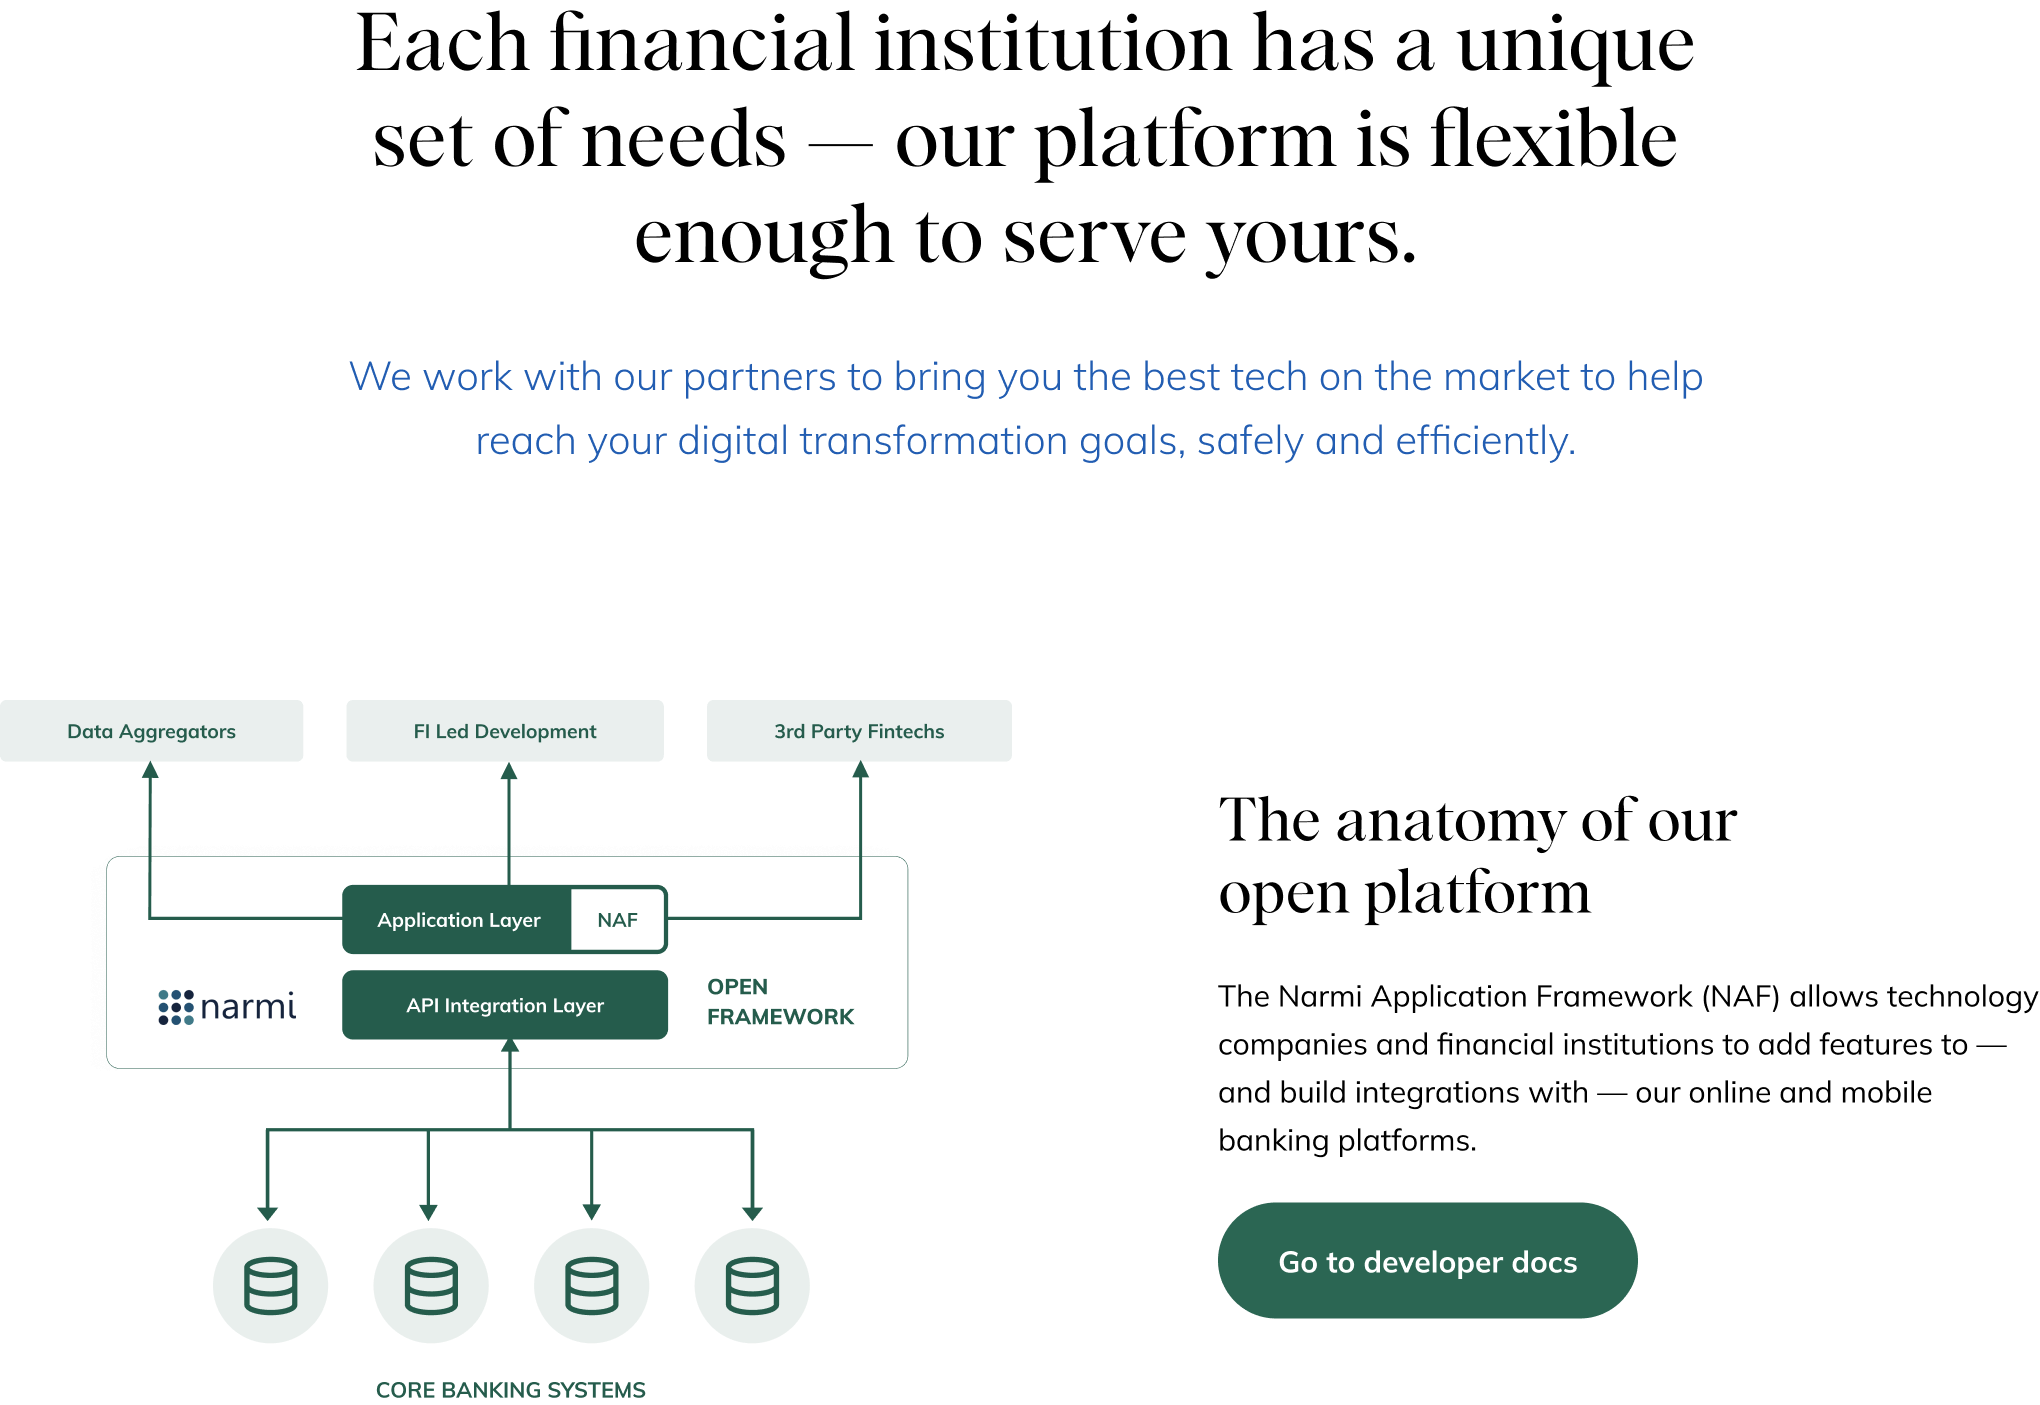 Each financial institution has a unique
set of needs — our platform is flexible
enough to serve yours.
We work with our partners to bring you the best tech on the market to help
reach your digital transformation goals, safely and efficiently.
Data Aggregators
FI Led Development
3rd Party Fintechs
Application Layer
NAF
narmi
API Integration Layer
OPEN
FRAMEWORK
CORE BANKING SYSTEMS
The anatomy of our
open platform
The Narmi Application Framework (NAF) allows technology
companies and financial institutions to add features to —
and build integrations with — our online and mobile
banking platforms.
Go to developer docs